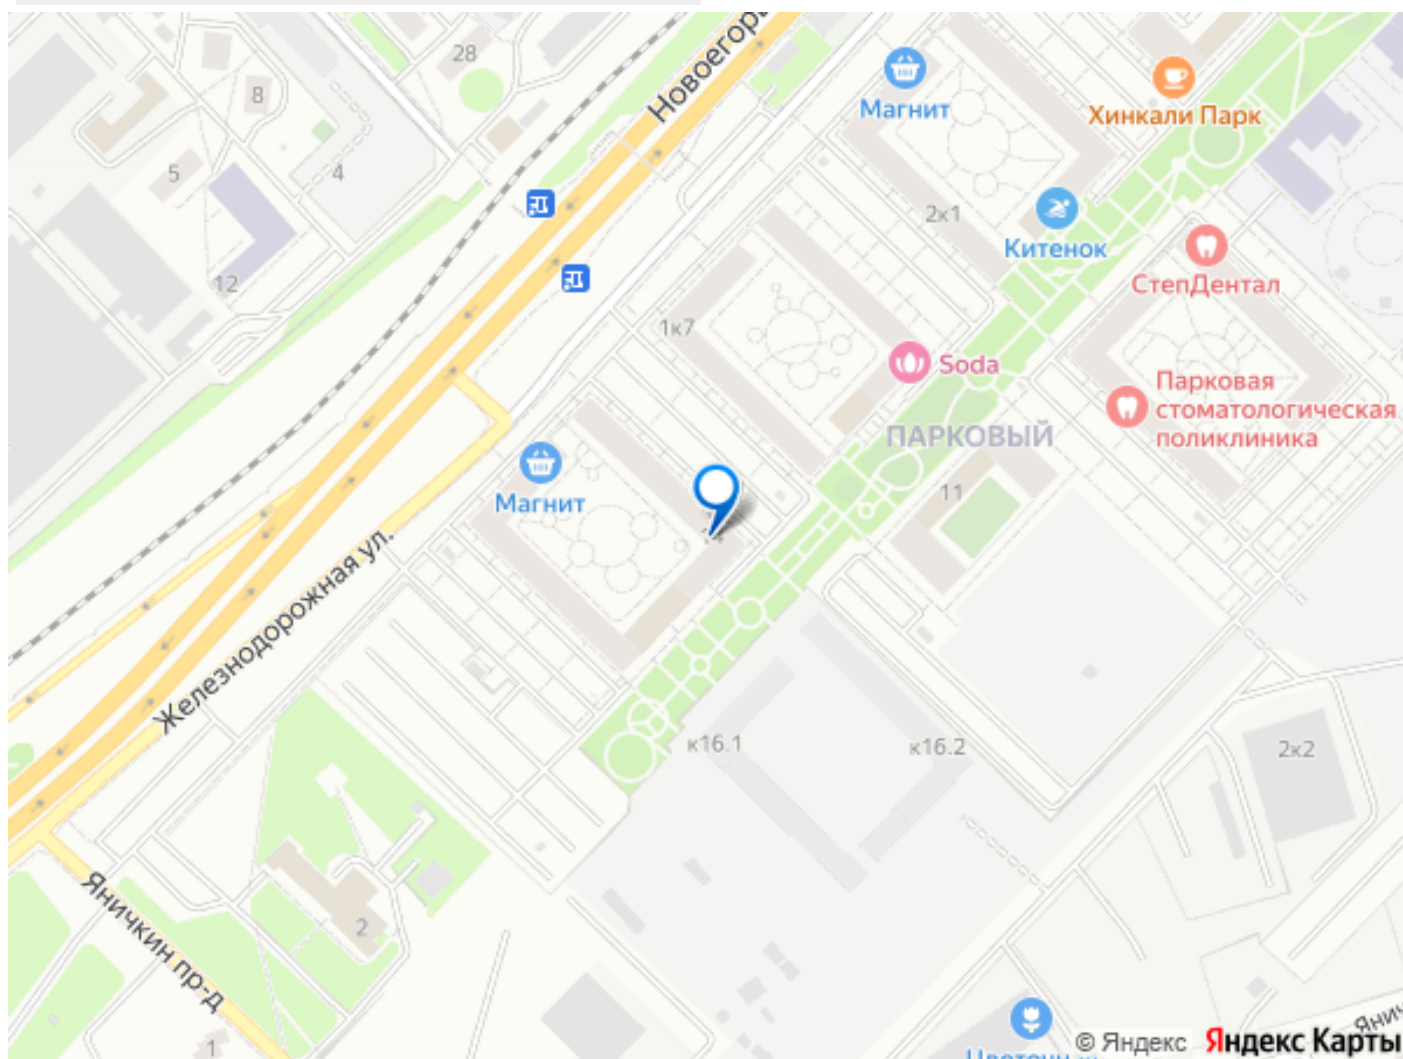 Новоегор
28
8
5
4
12
Магнит
Хинкали Парк
2к1
Китенок
СтепДентал
1к7
Soda
Парковая
стоматологическая
поликлиника
ПАРКОВЫЙ
Магнит
11
Железнодорожная ул.
к16.1
к16.2
2к2
2
Яничкин пр-д
1
© Яндекс
Яндекс Карты